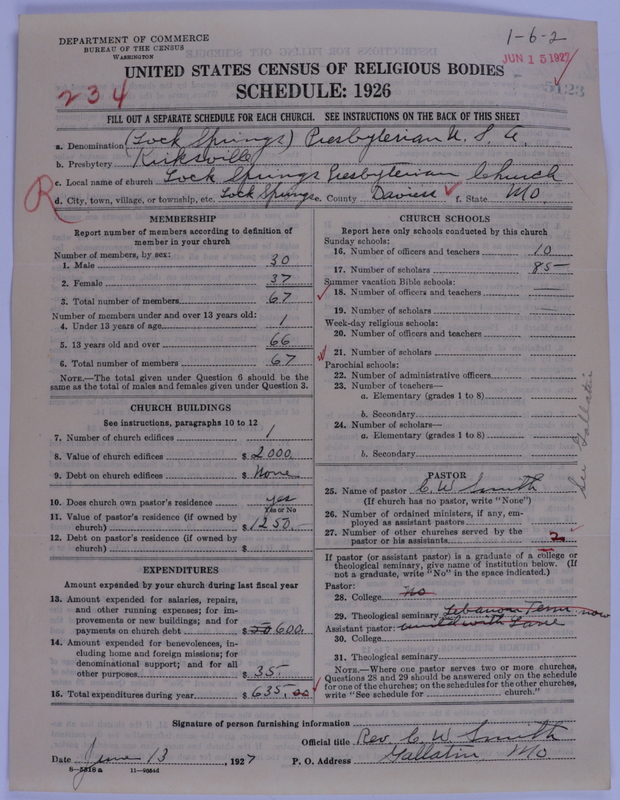 DEPARTMENT OF COMMERCE
BUREAU OF THE CENSUS
WASHINGTON
1-6-2
JUN 15 1927
UNITED STATES CENSUS OF RELIGIOUS BODIES
234
SCHEDULE: 1926
FILL OUT A SEPARATE SCHEDULE FOR EACH CHURCH. SEE INSTRUCTIONS ON THE BACK OF THIS SHEET
a. Denomination (Lock Springs) Presbyterian U. S. A.
b. Presbytery Kirksville
c. Local name of church Lock Springs Presbyterian Church
R d. City, town, village, or township, etc. Lock Springs e. County Daviess f. State Mo.
MEMBERSHIP
Report number of members according to definition of
member in your church
Number of members, by sex:
1. Male 30
2. Female 37
3. Total number of members 67
Number of members under and over 13 years old:
4. Under 13 years of age 1
5. 13 years old and over 66
6. Total number of members 67
NOTE.—The total given under Question 6 should be the
same as the total of males and females given under Question 3.
CHURCH BUILDINGS
See instructions, paragraphs 10 to 12
7. Number of church edifices 1
8. Value of church edifices $ 2000.
9. Debt on church edifices $ None
10. Does church own pastor's residence yes
Yes or No
11. Value of pastor's residence (if owned by
church) $ 1250.
12. Debt on pastor's residence (if owned by
church) $
EXPENDITURES
Amount expended by your church during last fiscal year
13. Amount expended for salaries, repairs,
and other running expenses; for im-
provements or new buildings; and for
payments on church debt $ 600.
14. Amount expended for benevolences, in-
cluding home and foreign missions; for
denominational support; and for all
other purposes $ 35.
15. Total expenditures during year $ 635.00
CHURCH SCHOOLS
Report here only schools conducted by this church
Sunday schools:
16. Number of officers and teachers 10
17. Number of scholars 85
Summer vacation Bible schools:
18. Number of officers and teachers —
19. Number of scholars —
Week-day religious schools:
20. Number of officers and teachers
21. Number of scholars
Parochial schools:
22. Number of administrative officers
23. Number of teachers—
a. Elementary (grades 1 to 8)
b. Secondary
24. Number of scholars—
a. Elementary (grades 1 to 8)
b. Secondary
See Gallatin
PASTOR
25. Name of pastor C. W. Smith
(If church has no pastor, write "None")
26. Number of ordained ministers, if any, em-
ployed as assistant pastors
27. Number of other churches served by the
pastor or his assistants 2
If pastor (or assistant pastor) is a graduate of a college or
theological seminary, give name of institution below. (If
not a graduate, write "No" in the space indicated.)
Pastor:
28. College No
29. Theological seminary Lebanon Tenn now
Assistant pastor: united with Lane
30. College
31. Theological seminary
NOTE.—Where one pastor serves two or more churches,
Questions 28 and 29 should be answered only on the schedule
for one of the churches; on the schedules for the other churches,
write "See schedule for church."
Signature of person furnishing information
Official title Rev. C. W. Smith
Date June 13, 1927 P. O. Address Gallatin Mo.
8—5518 a 11—9054d